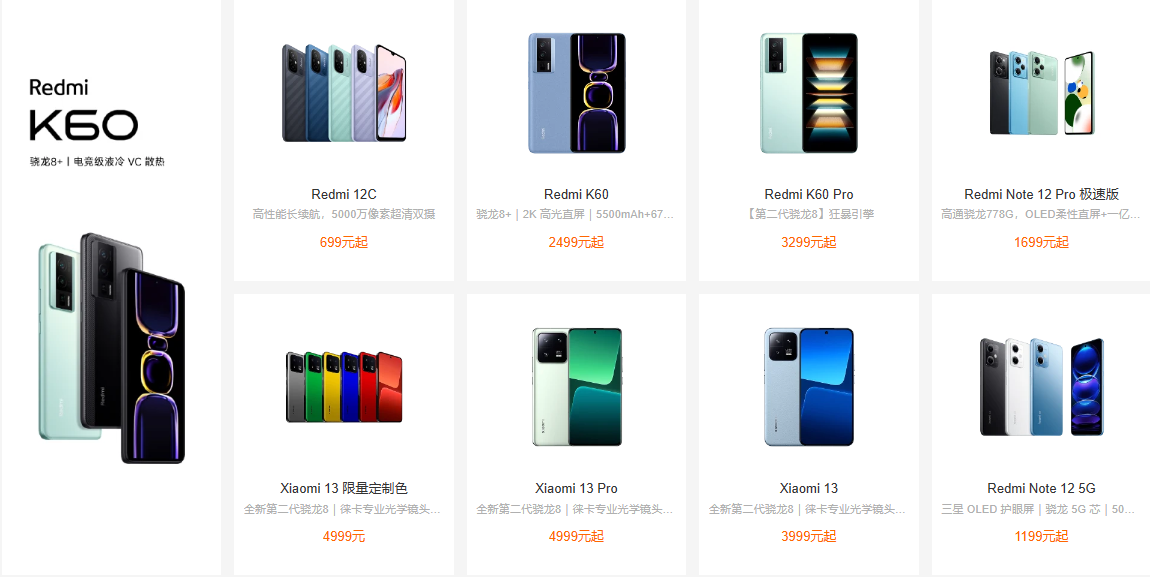 Redmi
K60
骁龙8+丨电竞级液冷 VC 散热
Redmi 12C
高性能长续航，5000万像素超清双摄
699元起
Redmi K60
骁龙8+｜2K 高光直屏｜5500mAh+67...
2499元起
Redmi K60 Pro
【第二代骁龙8】狂暴引擎
3299元起
Redmi Note 12 Pro 极速版
高通骁龙778G，OLED柔性直屏+一亿...
1699元起
Xiaomi 13 限量定制色
全新第二代骁龙8｜徕卡专业光学镜头...
4999元
Xiaomi 13 Pro
全新第二代骁龙8｜徕卡专业光学镜头...
4999元起
Xiaomi 13
全新第二代骁龙8｜徕卡专业光学镜头...
3999元起
Redmi Note 12 5G
三星 OLED 护眼屏｜骁龙 5G 芯｜50...
1199元起